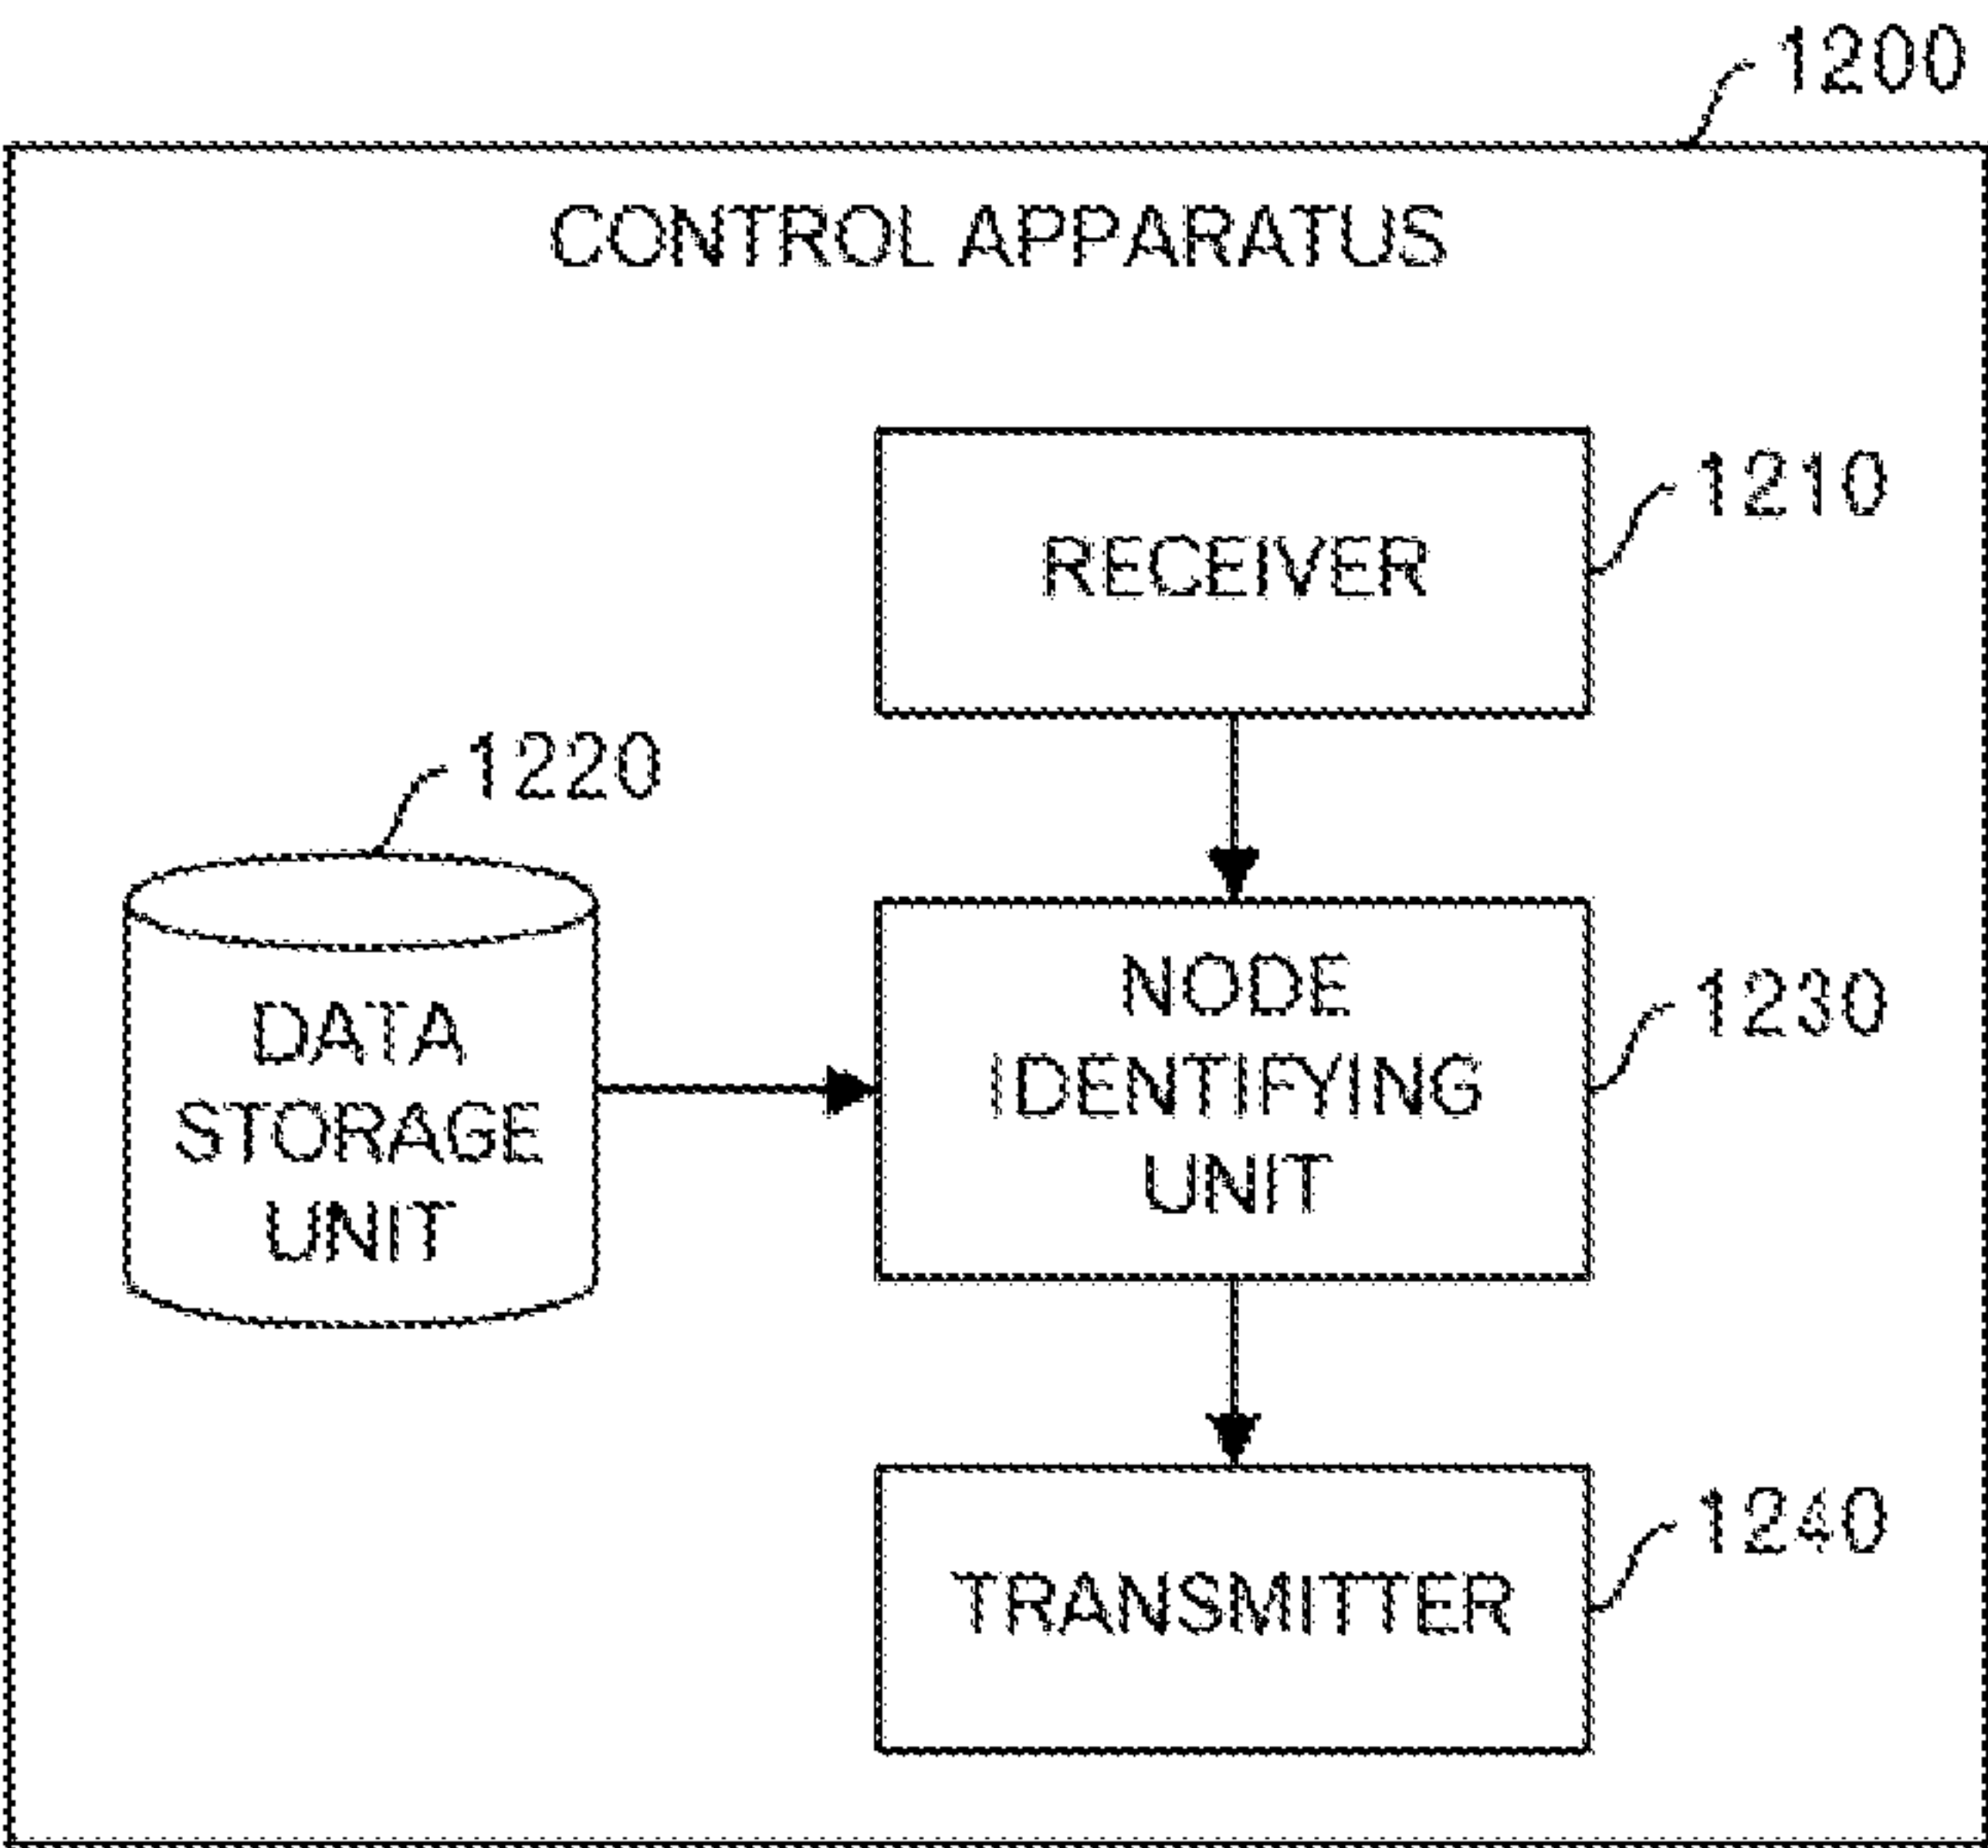 1200
CONTROL APPARATUS
1210
RECEIVER
1220
DATA
STORAGE
UNIT
1230
NODE
IDENTIFYING
UNIT
1240
TRANSMITTER